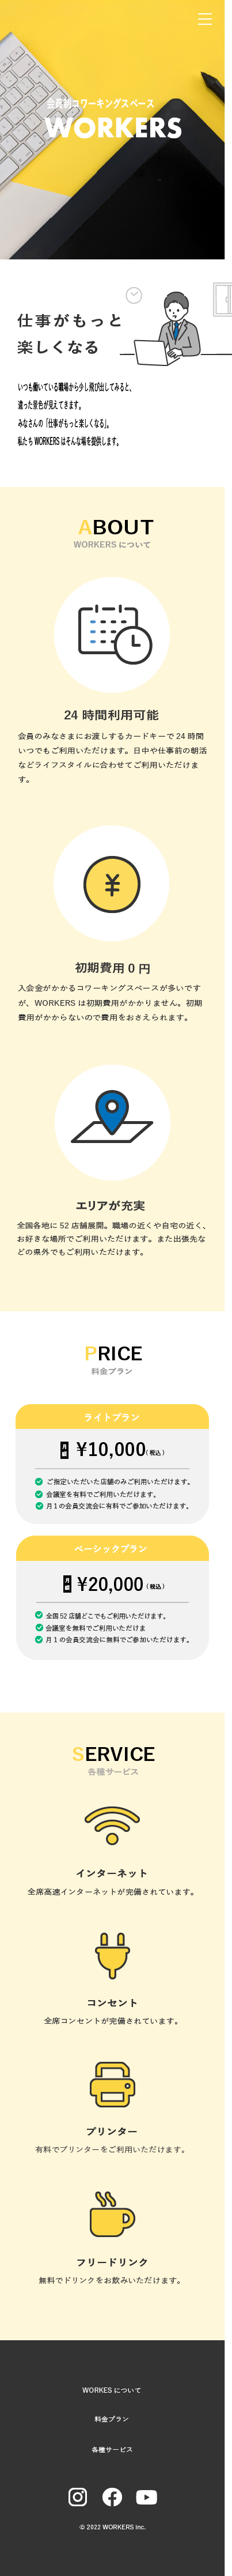 会員制コワーキングスペース
WORKERS
仕事がもっと
楽しくなる
いつも働いている職場から少し飛び出してみると、
違った景色が見えてきます。
みなさんの「仕事がもっと楽しくなる」。
私たち WORKERS はそんな場を提供します。
ABOUT
WORKERS について
24 時間利用可能
会員のみなさまにお渡しするカードキーで 24 時間
いつでもご利用いただけます。日中や仕事前の朝活
などライフスタイルに合わせてご利用いただけま
す。
初期費用 0 円
入会金がかかるコワーキングスペースが多いです
が、WORKERS は初期費用がかかりません。初期
費用がかからないので費用をおさえられます。
エリアが充実
全国各地に 52 店舗展開。職場の近くや自宅の近く、
お好きな場所でご利用いただけます。また出張先な
どの県外でもご利用いただけます。
PRICE
料金プラン
ライトプラン
月額 ¥10,000（税込）
ご指定いただいた店舗のみご利用いただけます。
会議室を有料でご利用いただけます。
月１の会員交流会に有料でご参加いただけます。
ベーシックプラン
月額 ¥20,000（税込）
全国 52 店舗どこでもご利用いただけます。
会議室を無料でご利用いただけま
月１の会員交流会に無料でご参加いただけます。
SERVICE
各種サービス
インターネット
全席高速インターネットが完備されています。
コンセント
全席コンセントが完備されています。
プリンター
有料でプリンターをご利用いただけます。
フリードリンク
無料でドリンクをお飲みいただけます。
WORKES について
料金プラン
各種サービス
© 2022 WORKERS inc.